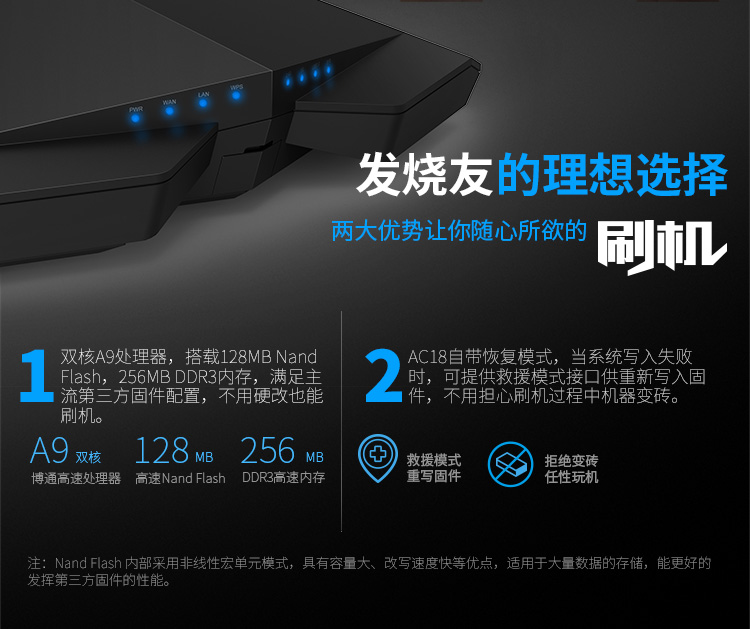 PWR WAN LAN WPS
发烧友的理想选择
两大优势让你随心所欲的 刷机
1
双核A9处理器，搭载128MB Nand
Flash，256MB DDR3内存，满足主
流第三方固件配置，不用硬改也能
刷机。
A9 双核
博通高速处理器
128 MB
高速Nand Flash
256 MB
DDR3高速内存
2
AC18自带恢复模式，当系统写入失败
时，可提供救援模式接口供重新写入固
件，不用担心刷机过程中机器变砖。
救援模式
重写固件
拒绝变砖
任性玩机
注：Nand Flash 内部采用非线性宏单元模式，具有容量大、改写速度快等优点，适用于大量数据的存储，能更好的
发挥第三方固件的性能。